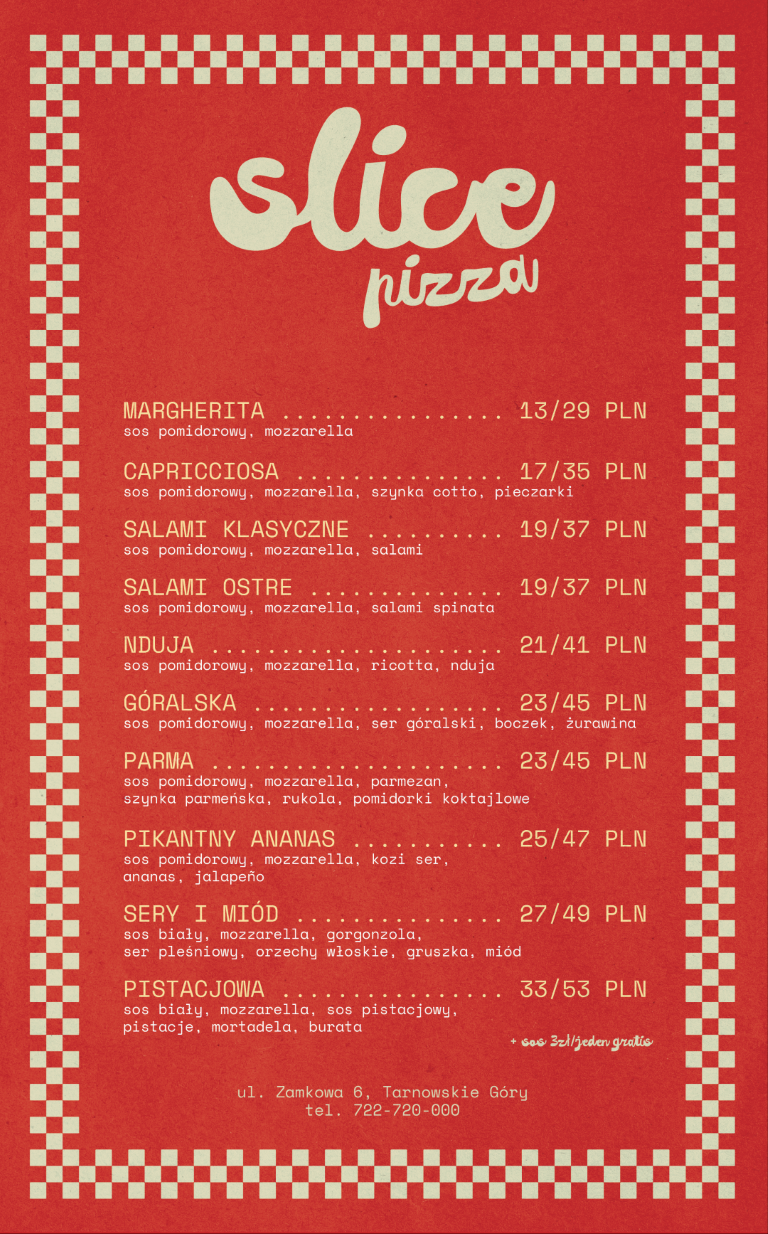 slice
pizza
MARGHERITA ................ 13/29 PLN
sos pomidorowy, mozzarella
CAPRICCIOSA ............... 17/35 PLN
sos pomidorowy, mozzarella, szynka cotto, pieczarki
SALAMI KLASYCZNE .......... 19/37 PLN
sos pomidorowy, mozzarella, salami
SALAMI OSTRE .............. 19/37 PLN
sos pomidorowy, mozzarella, salami spinata
NDUJA ..................... 21/41 PLN
sos pomidorowy, mozzarella, ricotta, nduja
GÓRALSKA .................. 23/45 PLN
sos pomidorowy, mozzarella, ser góralski, boczek, żurawina
PARMA ..................... 23/45 PLN
sos pomidorowy, mozzarella, parmezan,
szynka parmeńska, rukola, pomidorki koktajlowe
PIKANTNY ANANAS ........... 25/47 PLN
sos pomidorowy, mozzarella, kozi ser,
ananas, jalapeño
SERY I MIÓD ............... 27/49 PLN
sos biały, mozzarella, gorgonzola,
ser pleśniowy, orzechy włoskie, gruszka, miód
PISTACJOWA ................ 33/53 PLN
sos biały, mozzarella, sos pistacjowy,
pistacje, mortadela, burata
+ sos 3zł/jeden gratis
ul. Zamkowa 6, Tarnowskie Góry
tel. 722-720-000